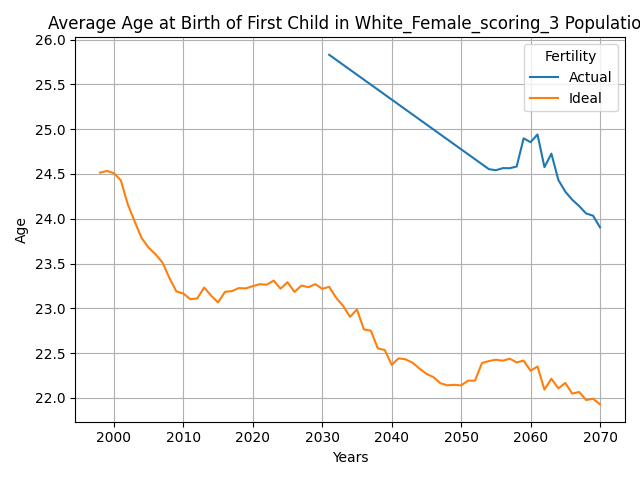 Average Age at Birth of First Child in White_Female_scoring_3 Populatio
Fertility
Actual
Ideal
26.0
25.5
25.0
24.5
24.0
23.5
23.0
22.5
22.0
Age
2000 2010 2020 2030 2040 2050 2060 2070
Years